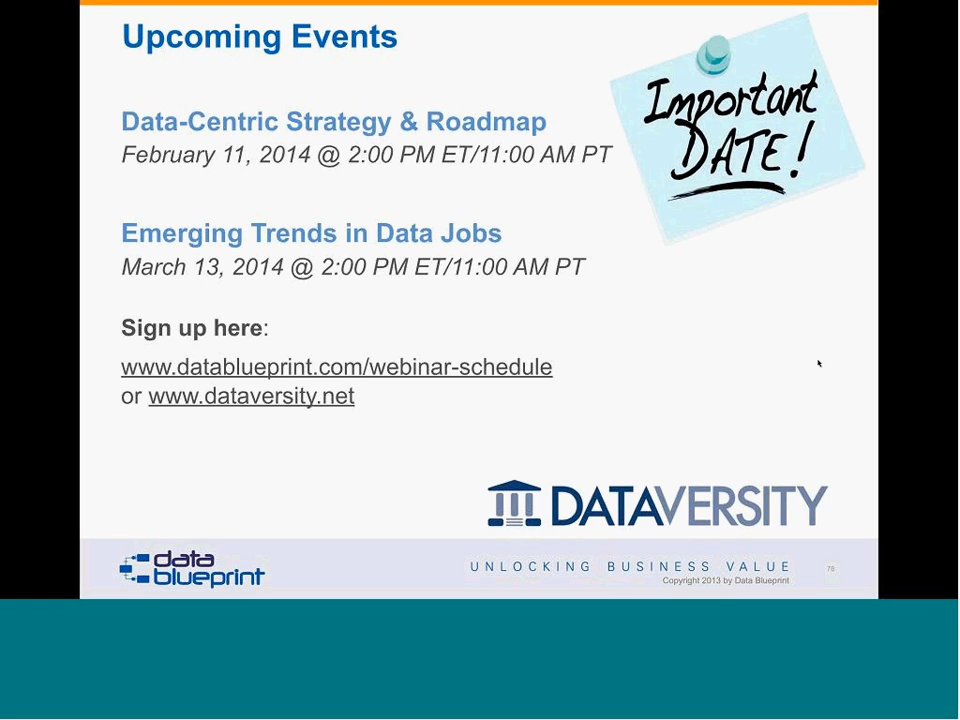 Upcoming Events
Important
DATE!
Data-Centric Strategy & Roadmap
February 11, 2014 @ 2:00 PM ET/11:00 AM PT
Emerging Trends in Data Jobs
March 13, 2014 @ 2:00 PM ET/11:00 AM PT
Sign up here:
www.datablueprint.com/webinar-schedule
or www.dataversity.net
DATAVERSITY
data
blueprint
UNLOCKING BUSINESS VALUE
Copyright 2013 by Data Blueprint
76